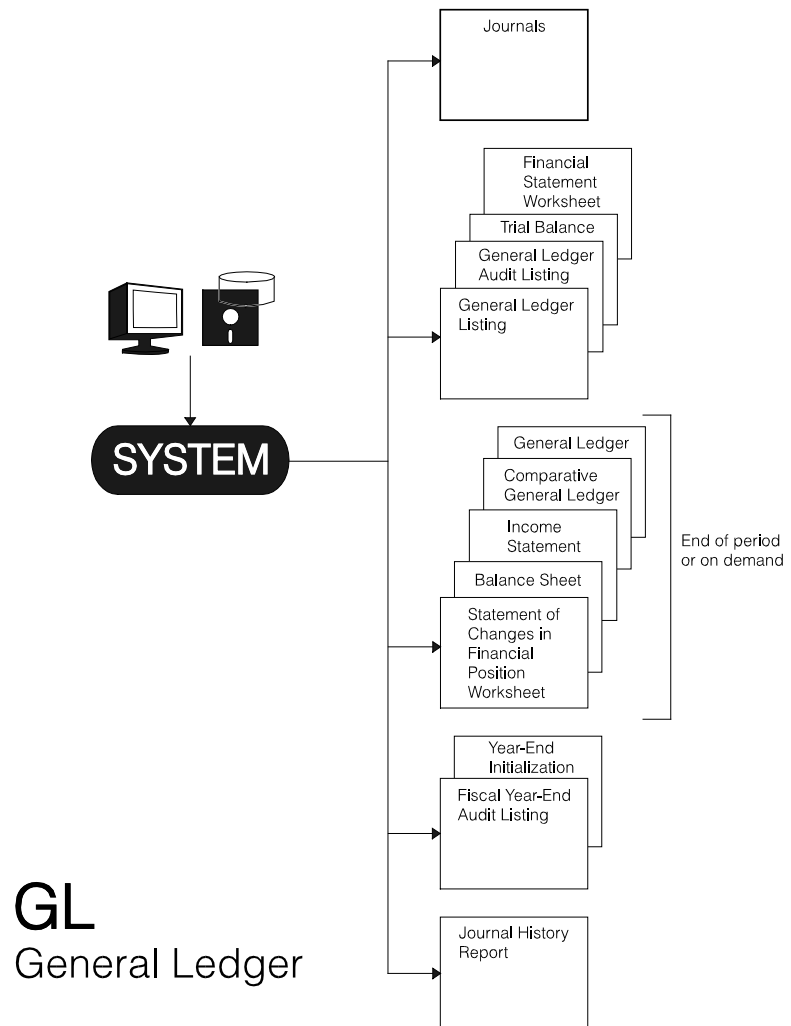 Journals
Financial
Statement
Worksheet
Trial Balance
General Ledger
Audit Listing
General Ledger
Listing
SYSTEM
General Ledger
Comparative
General Ledger
Income
Statement
Balance Sheet
Statement of
Changes in
Financial
Position
Worksheet
End of period
or on demand
Year-End
Initialization
Fiscal Year-End
Audit Listing
Journal History
Report
GL
General Ledger